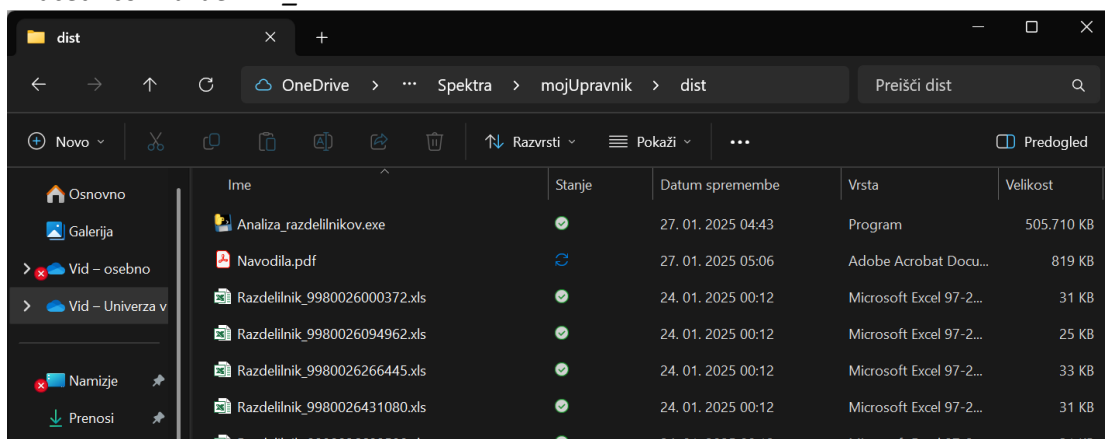 dist
OneDrive > ... Spektra > mojUpravnik > dist
Preišči dist
Novo
Razvrsti
Pokaži
Predogled
Ime Stanje Datum spremembe Vrsta Velikost
Osnovno
Galerija
Vid – osebno
Vid – Univerza v
Namizje
Prenosi
Analiza_razdelilnikov.exe 27. 01. 2025 04:43 Program 505.710 KB
Navodila.pdf 27. 01. 2025 05:06 Adobe Acrobat Docu... 819 KB
Razdelilnik_9980026000372.xls 24. 01. 2025 00:12 Microsoft Excel 97-2... 31 KB
Razdelilnik_9980026094962.xls 24. 01. 2025 00:12 Microsoft Excel 97-2... 25 KB
Razdelilnik_9980026266445.xls 24. 01. 2025 00:12 Microsoft Excel 97-2... 33 KB
Razdelilnik_9980026431080.xls 24. 01. 2025 00:12 Microsoft Excel 97-2... 31 KB